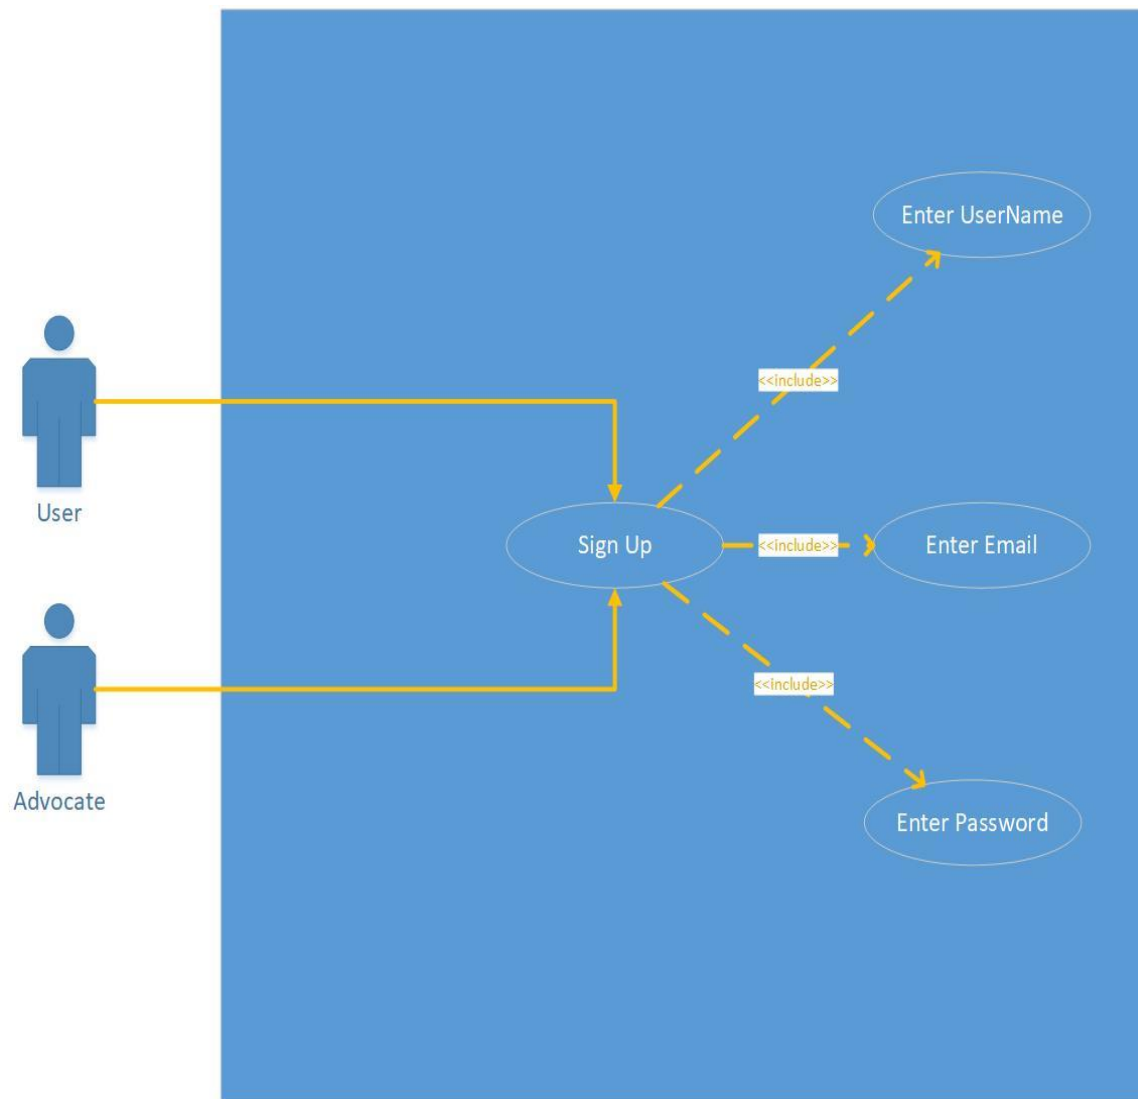 Enter UserName
<<include>>
User
Sign Up
<<include>>
Enter Email
<<include>>
Advocate
Enter Password